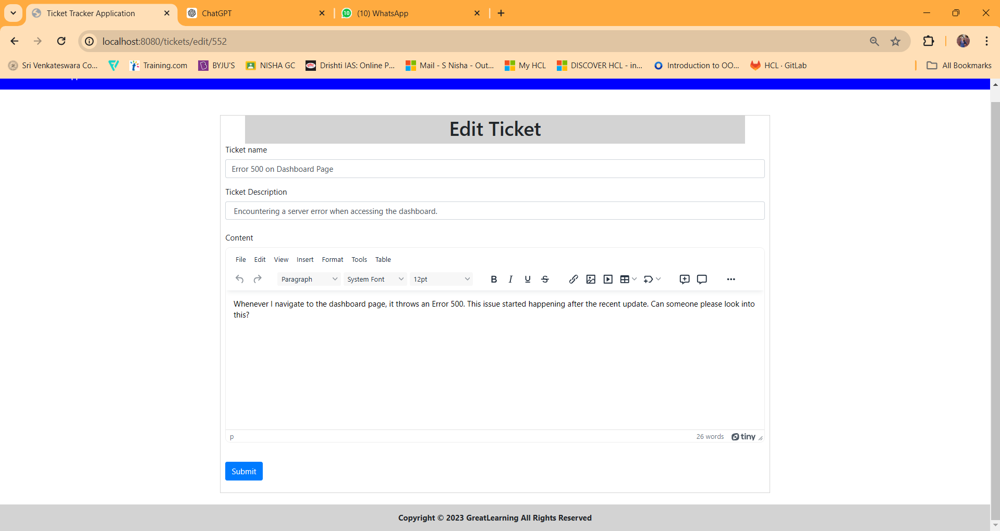 Ticket Tracker Application
ChatGPT
10 (10) WhatsApp
localhost:8080/tickets/edit/552
Sri Venkateswara Co...
Training.com
BYJU'S
NISHA GC
Drishti IAS: Online P...
Mail - S Nisha - Out...
My HCL
DISCOVER HCL - in...
Introduction to OO...
HCL · GitLab
All Bookmarks
Edit Ticket
Ticket name
Error 500 on Dashboard Page
Ticket Description
Encountering a server error when accessing the dashboard.
Content
File Edit View Insert Format Tools Table
Paragraph System Font 12pt B I U S
Whenever I navigate to the dashboard page, it throws an Error 500. This issue started happening after the recent update. Can someone please look into
this?
p 26 words tiny
Submit
Copyright © 2023 GreatLearning All Rights Reserved